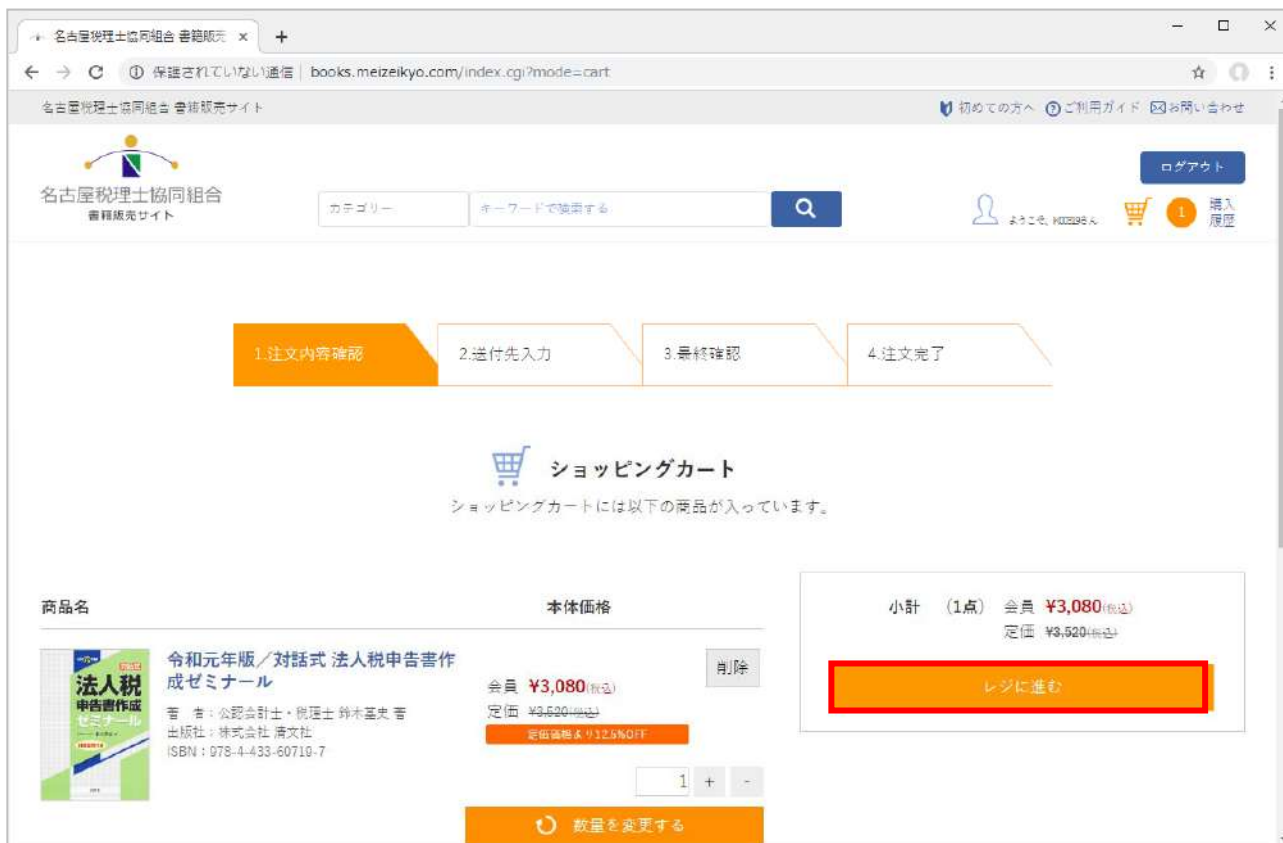 名古屋税理士協同組合 書籍販売
保護されていない通信 | books.meizeikyo.com/index.cgi?mode=cart
名古屋税理士協同組合 書籍販売サイト
初めての方へ ご利用ガイド お問い合わせ
ログアウト
名古屋税理士協同組合
書籍販売サイト
カテゴリー
キーワードで検索する
ようこそ,
1
購入
履歴
1.注文内容確認
2.送付先入力
3.最終確認
4.注文完了
ショッピングカート
ショッピングカートには以下の商品が入っています。
商品名
本体価格
小計 (1点) 会員 ¥3,080(税込)
定価 ¥3,520(税込)
レジに進む
法人税
申告書作成
ゼミナール
令和元年版／対話式 法人税申告書作
成ゼミナール
著 者：公認会計士・税理士 鈴木基史 著
出版社：株式会社 清文社
ISBN：978-4-433-60719-7
会員 ¥3,080(税込)
定価 ¥3,520(税込)
定価価格より12.5%OFF
削除
1 + -
数量を変更する